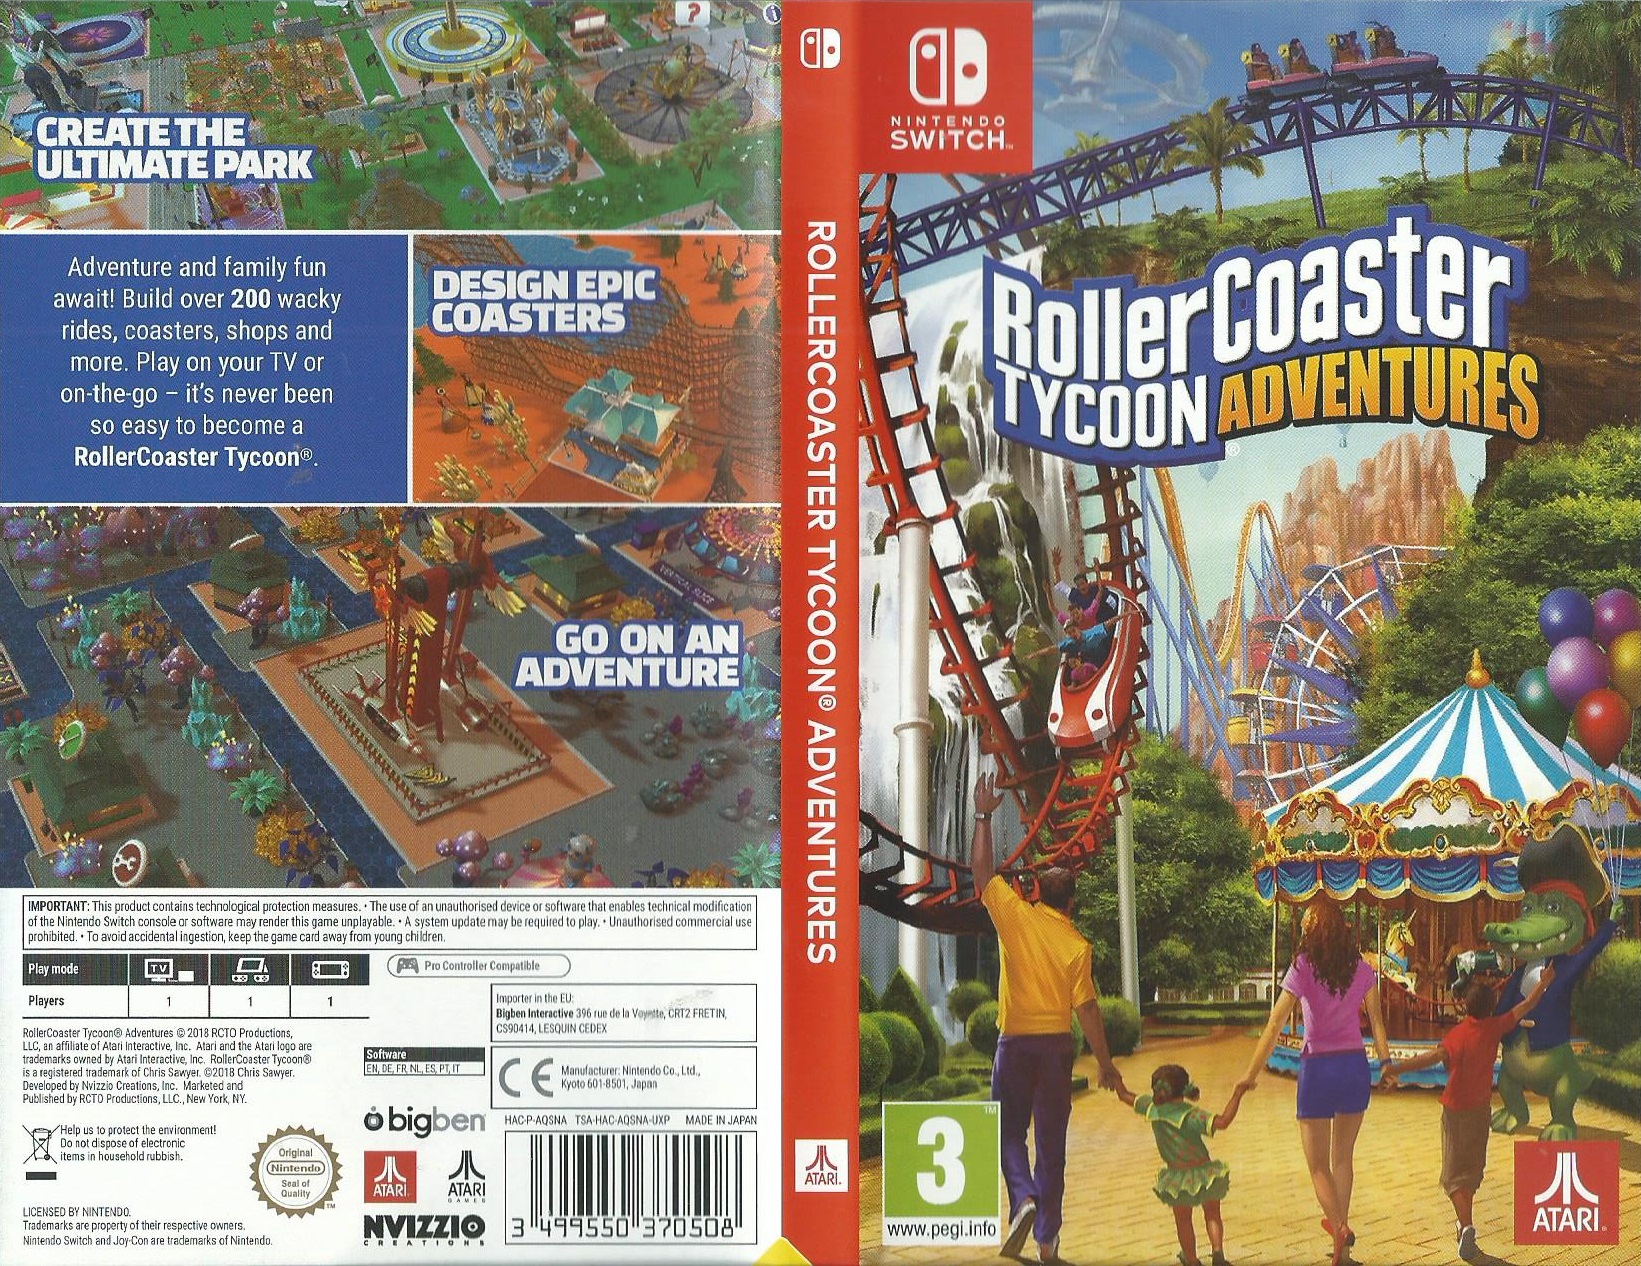 CREATE THE
ULTIMATE PARK
?
i
Adventure and family fun
await! Build over 200 wacky
rides, coasters, shops and
more. Play on your TV or
on-the-go – it's never been
so easy to become a
RollerCoaster Tycoon®.
DESIGN EPIC
COASTERS
VERTICAL SLICE
GO ON AN
ADVENTURE
IMPORTANT: This product contains technological protection measures. • The use of an unauthorised device or software that enables technical modification
of the Nintendo Switch console or software may render this game unplayable. • A system update may be required to play. • Unauthorised commercial use
prohibited. • To avoid accidental ingestion, keep the game card away from young children.
Play mode
TV
Players 1 1 1
Pro Controller Compatible
Importer in the EU:
Bigben Interactive 396 rue de la Voyette, CRT2 FRETIN,
CS90414, LESQUIN CEDEX
RollerCoaster Tycoon® Adventures © 2018 RCTO Productions,
LLC, an affiliate of Atari Interactive, Inc. Atari and the Atari logo are
trademarks owned by Atari Interactive, Inc. RollerCoaster Tycoon®
is a registered trademark of Chris Sawyer. ©2018 Chris Sawyer.
Developed by Nvizzio Creations, Inc. Marketed and
Published by RCTO Productions, LLC., New York, NY.
Software
EN, DE, FR, NL, ES, PT, IT
CE
Manufacturer: Nintendo Co., Ltd.,
Kyoto 601-8501, Japan
bigben
HAC-P-AQSNA TSA-HAC-AQSNA-UXP MADE IN JAPAN
Help us to protect the environment!
Do not dispose of electronic
items in household rubbish.
Original
Nintendo
Seal of
Quality
TM
ATARI
ATARI
GAMES
NVIZZIO
CREATIONS
3 499550 370508
LICENSED BY NINTENDO.
Trademarks are property of their respective owners.
Nintendo Switch and Joy-Con are trademarks of Nintendo.
ROLLERCOASTER TYCOON® ADVENTURES
ATARI
NINTENDO
SWITCH™
RollerCoaster
TYCOON ADVENTURES
®
3
TM
www.pegi.info
ATARI